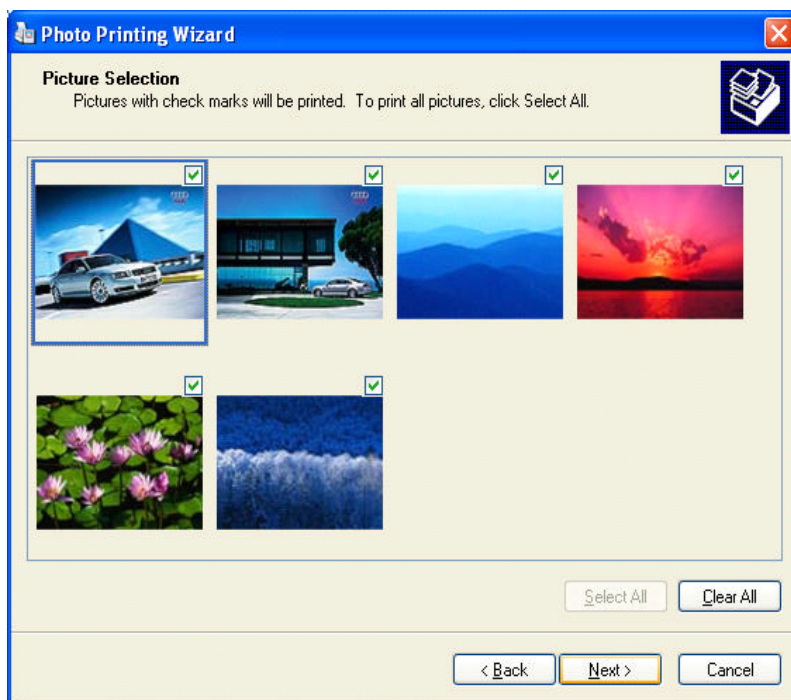 Photo Printing Wizard
Picture Selection
Pictures with check marks will be printed. To print all pictures, click Select All.
Select All
Clear All
< Back
Next >
Cancel